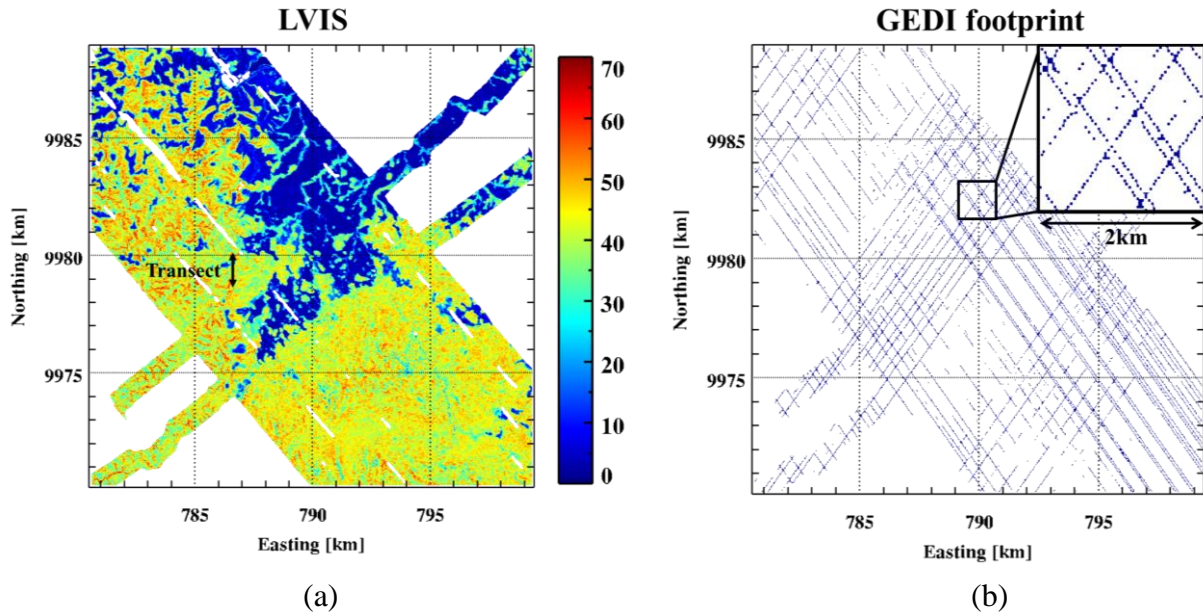 LVIS
GEDI footprint
70
60
50
40
30
20
10
0
9985
9980
9975
Northing [km]
Transect
785
790
795
Easting [km]
9985
9980
9975
Northing [km]
2km
785
790
795
Easting [km]
(a)
(b)